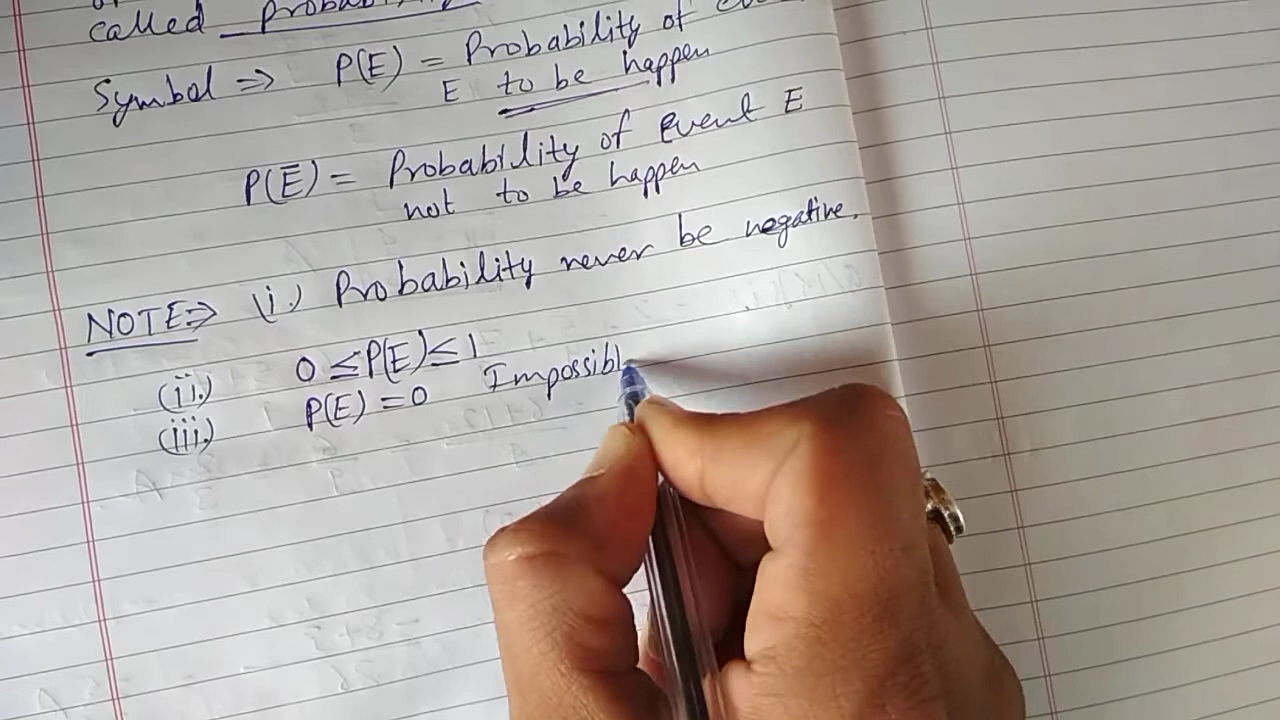 called Probability
Symbol ⇒ P(E) = Probability of
E to be happen
P(Ē) = Probability of event E
not to be happen
NOTE⇒ (i.) Probability never be negative.
(ii.) 0 ≤ P(E) ≤ 1
(iii.) P(E) = 0 Impossibl